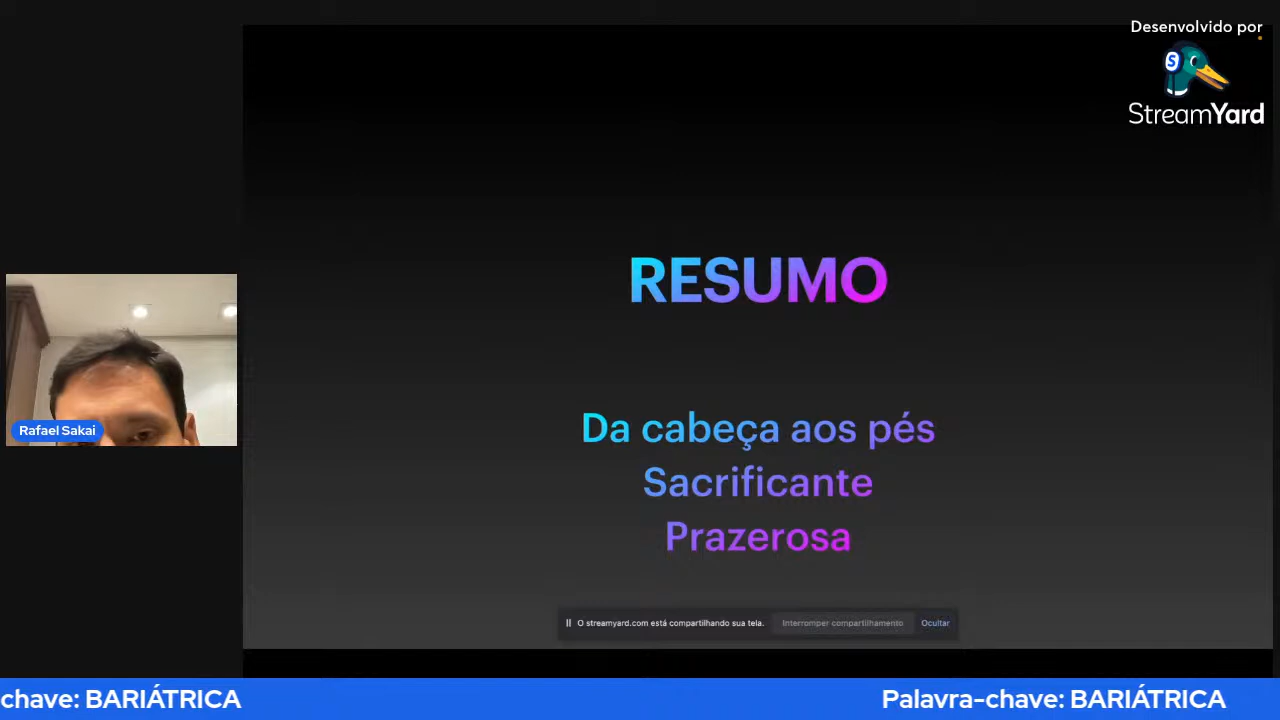 Desenvolvido por
S
StreamYard
RESUMO
Da cabeça aos pés
Sacrificante
Prazerosa
Rafael Sakai
O streamyard.com está compartilhando sua tela. Interromper compartilhamento Ocultar
chave: BARIÁTRICA Palavra-chave: BARIÁTRICA